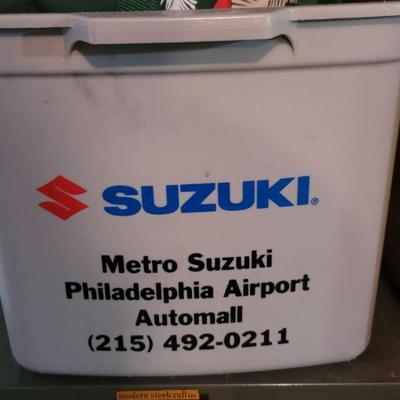 SUZUKI®
Metro Suzuki
Philadelphia Airport
Automall
(215) 492-0211
modern steelcraft